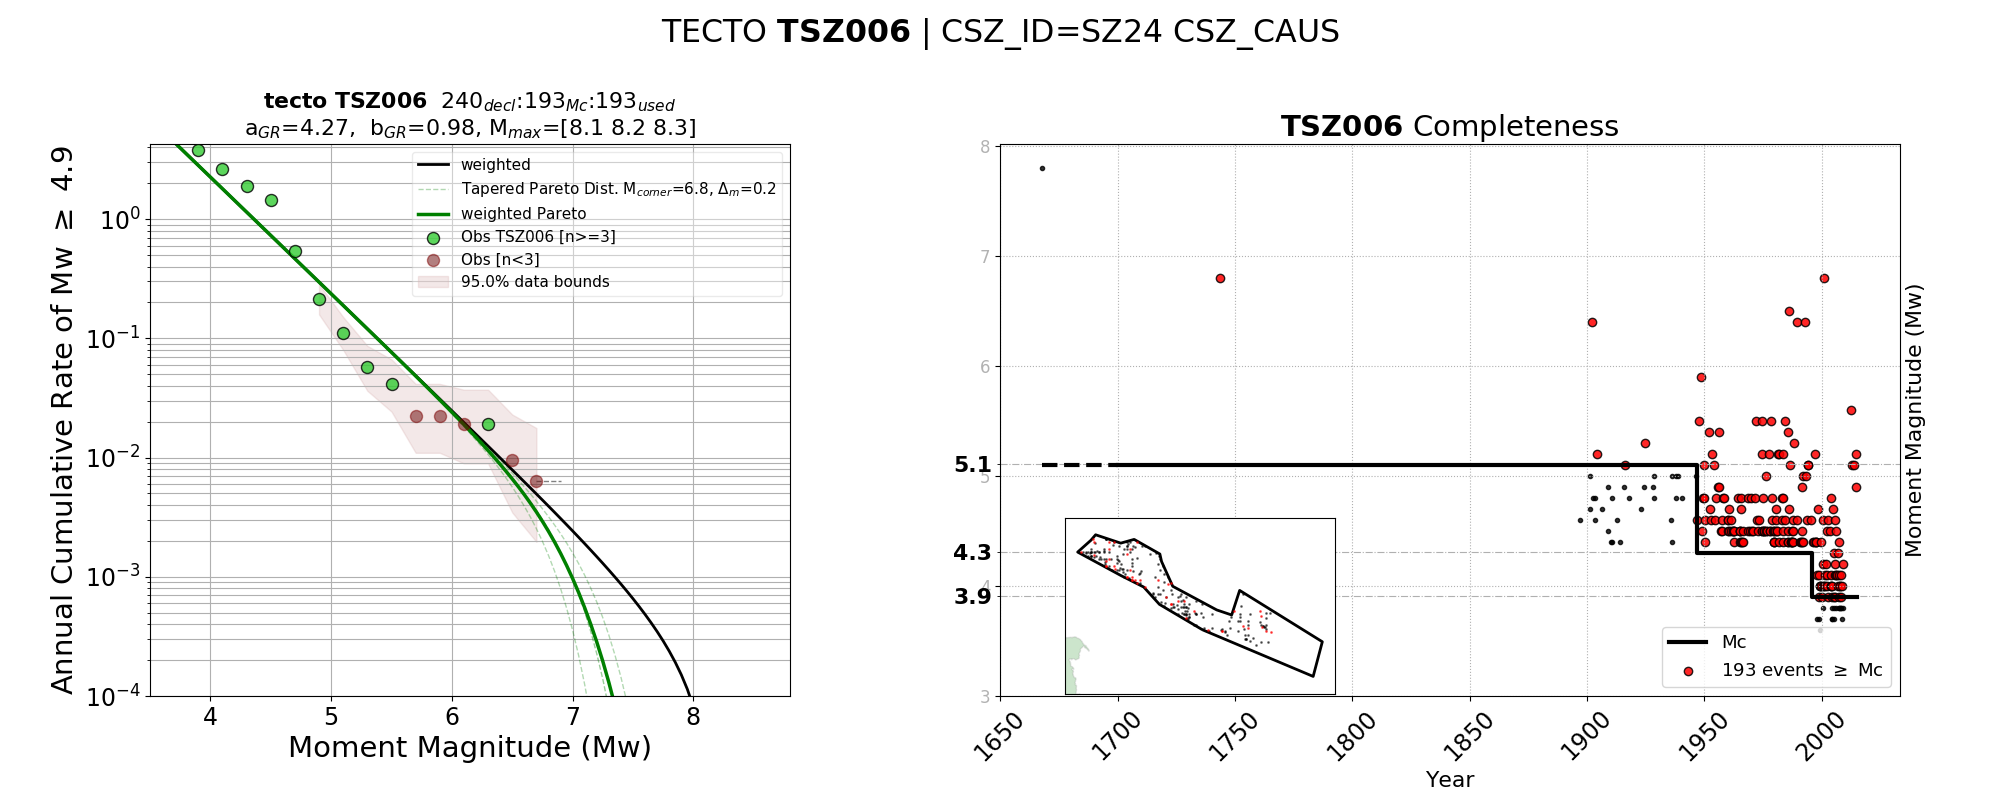 TECTO TSZ006 | CSZ_ID=SZ24 CSZ_CAUS
tecto TSZ006 240decl:193Mc:193used
aGR=4.27, bGR=0.98, Mmax=[8.1 8.2 8.3]
Annual Cumulative Rate of Mw ≥ 4.9
10^0
10^-1
10^-2
10^-3
10^-4
weighted
Tapered Pareto Dist. Mcorner=6.8, Δm=0.2
weighted Pareto
Obs TSZ006 [n>=3]
Obs [n<3]
95.0% data bounds
4 5 6 7 8
Moment Magnitude (Mw)
TSZ006 Completeness
8
7
6
5.1
5
4.3
4
3.9
3
Mc
193 events ≥ Mc
1650 1700 1750 1800 1850 1900 1950 2000
Year
Moment Magnitude (Mw)